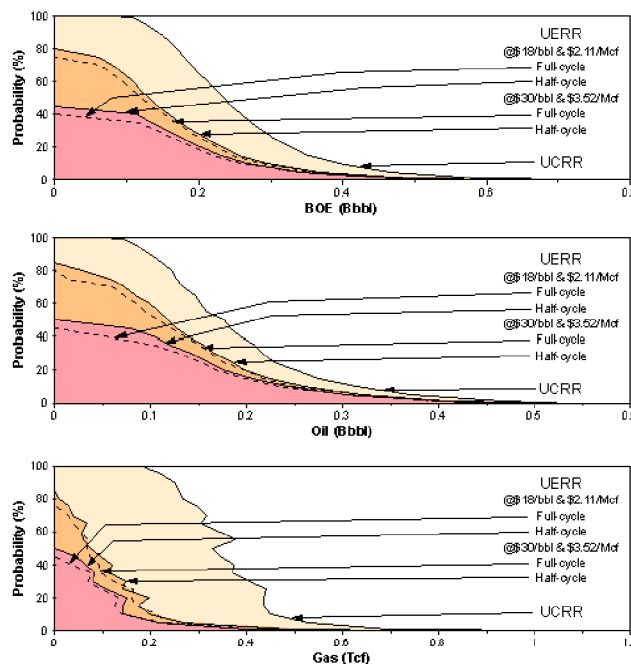 100
80
60
40
20
0
Probability (%)
UERR
@$18/bbl & $2.11/Mcf
Full-cycle
Half-cycle
@$30/bbl & $3.52/Mcf
Full-cycle
Half-cycle
UCRR
0 0.2 0.4 0.6
BOE (Bbbl)
100
80
60
40
20
0
Probability (%)
UERR
@$18/bbl & $2.11/Mcf
Full-cycle
Half-cycle
@$30/bbl & $3.52/Mcf
Full-cycle
Half-cycle
UCRR
0 0.1 0.2 0.3 0.4 0.5
Oil (Bbbl)
100
80
60
40
20
0
Probability (%)
UERR
@$18/bbl & $2.11/Mcf
Full-cycle
Half-cycle
@$30/bbl & $3.52/Mcf
Full-cycle
Half-cycle
UCRR
0 0.2 0.4 0.6 0.8 1
Gas (Tcf)